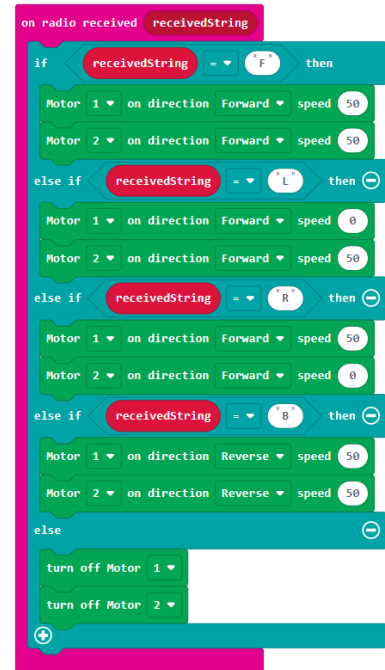 on radio received receivedString
if receivedString = "F" then
Motor 1 on direction Forward speed 50
Motor 2 on direction Forward speed 50
else if receivedString = "L" then
Motor 1 on direction Forward speed 0
Motor 2 on direction Forward speed 50
else if receivedString = "R" then
Motor 1 on direction Forward speed 50
Motor 2 on direction Forward speed 0
else if receivedString = "B" then
Motor 1 on direction Reverse speed 50
Motor 2 on direction Reverse speed 50
else
turn off Motor 1
turn off Motor 2